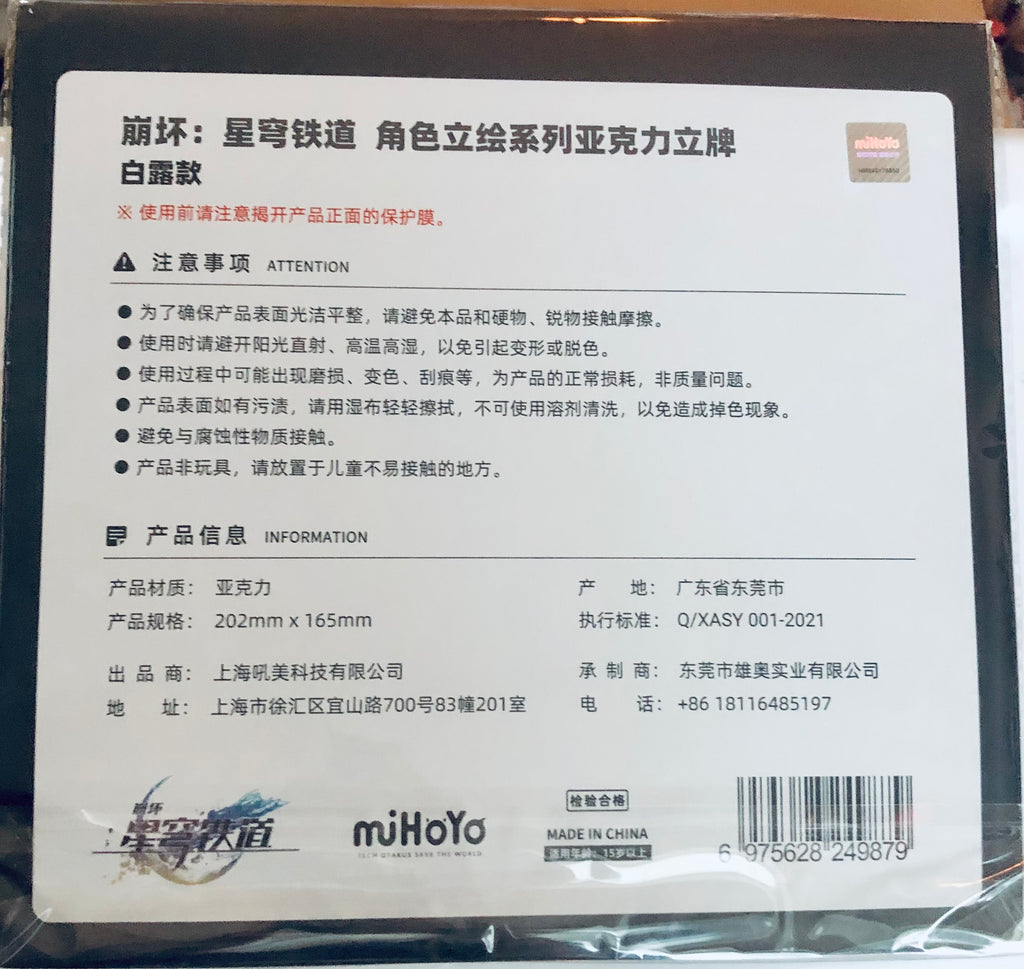 崩坏：星穹铁道 角色立绘系列亚克力立牌
miHoYo
白露款
※ 使用前请注意揭开产品正面的保护膜。
注意事项 ATTENTION
● 为了确保产品表面光洁平整，请避免本品和硬物、锐物接触摩擦。
● 使用时请避开阳光直射、高温高湿，以免引起变形或脱色。
● 使用过程中可能出现磨损、变色、刮痕等，为产品的正常损耗，非质量问题。
● 产品表面如有污渍，请用湿布轻轻擦拭，不可使用溶剂清洗，以免造成掉色现象。
● 避免与腐蚀性物质接触。
● 产品非玩具，请放置于儿童不易接触的地方。
产品信息 INFORMATION
产品材质： 亚克力 产 地： 广东省东莞市
产品规格： 202mm x 165mm 执行标准： Q/XASY 001-2021
出 品 商： 上海吼美科技有限公司 承 制 商： 东莞市雄奥实业有限公司
地 址： 上海市徐汇区宜山路700号83幢201室 电 话： +86 18116485197
崩坏
星穹铁道
miHoYo
TECH OTAKUS SAVE THE WORLD
检验合格
MADE IN CHINA
适用年龄：15岁以上
6 975628 249879